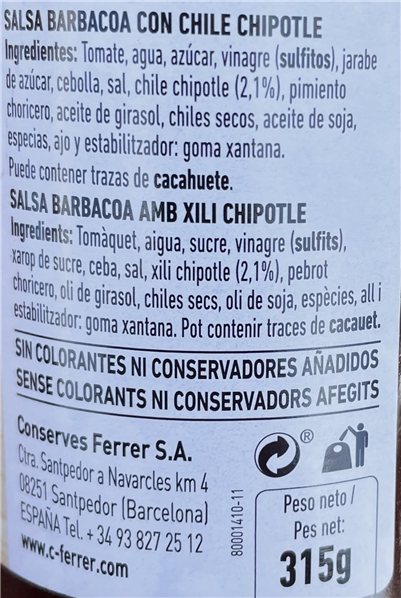 SALSA BARBACOA CON CHILE CHIPOTLE
Ingredientes: Tomate, agua, azúcar, vinagre (sulfitos), jarabe
de azúcar, cebolla, sal, chile chipotle (2,1%), pimiento
choricero, aceite de girasol, chiles secos, aceite de soja,
especias, ajo y estabilitzador: goma xantana.
Puede contener trazas de cacahuete.
SALSA BARBACOA AMB XILI CHIPOTLE
Ingredients: Tomàquet, aigua, sucre, vinagre (sulfits),
xarop de sucre, ceba, sal, xili chipotle (2,1%), pebrot
choricero, oli de girasol, chiles secs, oli de soja, espècies, all i
estabilitzador: goma xantana. Pot contenir traces de cacauet.
SIN COLORANTES NI CONSERVADORES AÑADIDOS
SENSE COLORANTS NI CONSERVADORS AFEGITS
Conserves Ferrer S.A.
Ctra. Santpedor a Navarcles km 4
08251 Santpedor (Barcelona)
ESPAÑA Tel. + 34 93 827 25 12
www.c-ferrer.com
80001410-11
®
Peso neto /
Pes net:
315g